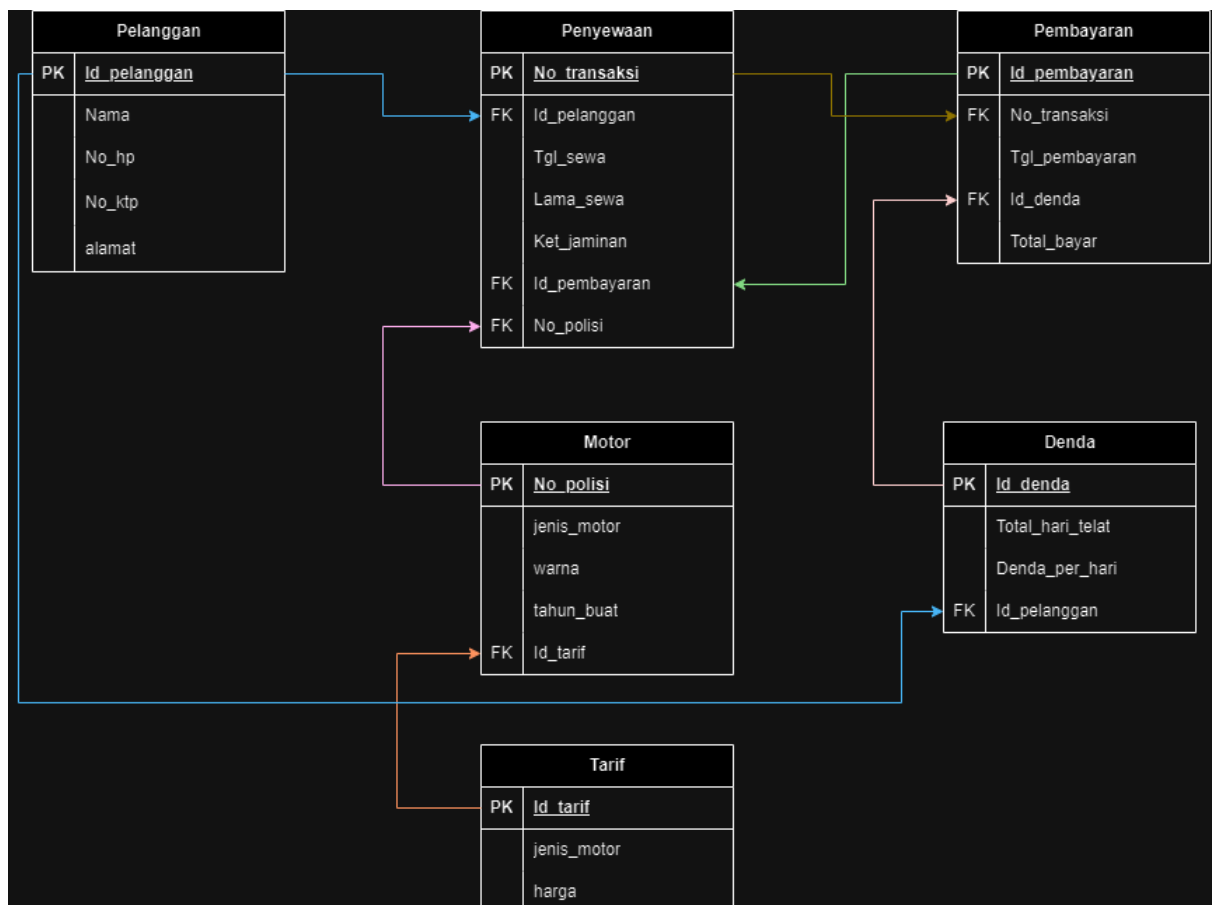 Pelanggan
PK Id_pelanggan
Nama
No_hp
No_ktp
alamat
Penyewaan
PK No_transaksi
FK Id_pelanggan
Tgl_sewa
Lama_sewa
Ket_jaminan
FK Id_pembayaran
FK No_polisi
Pembayaran
PK Id_pembayaran
FK No_transaksi
Tgl_pembayaran
FK Id_denda
Total_bayar
Motor
PK No_polisi
jenis_motor
warna
tahun_buat
FK Id_tarif
Denda
PK Id_denda
Total_hari_telat
Denda_per_hari
FK Id_pelanggan
Tarif
PK Id_tarif
jenis_motor
harga